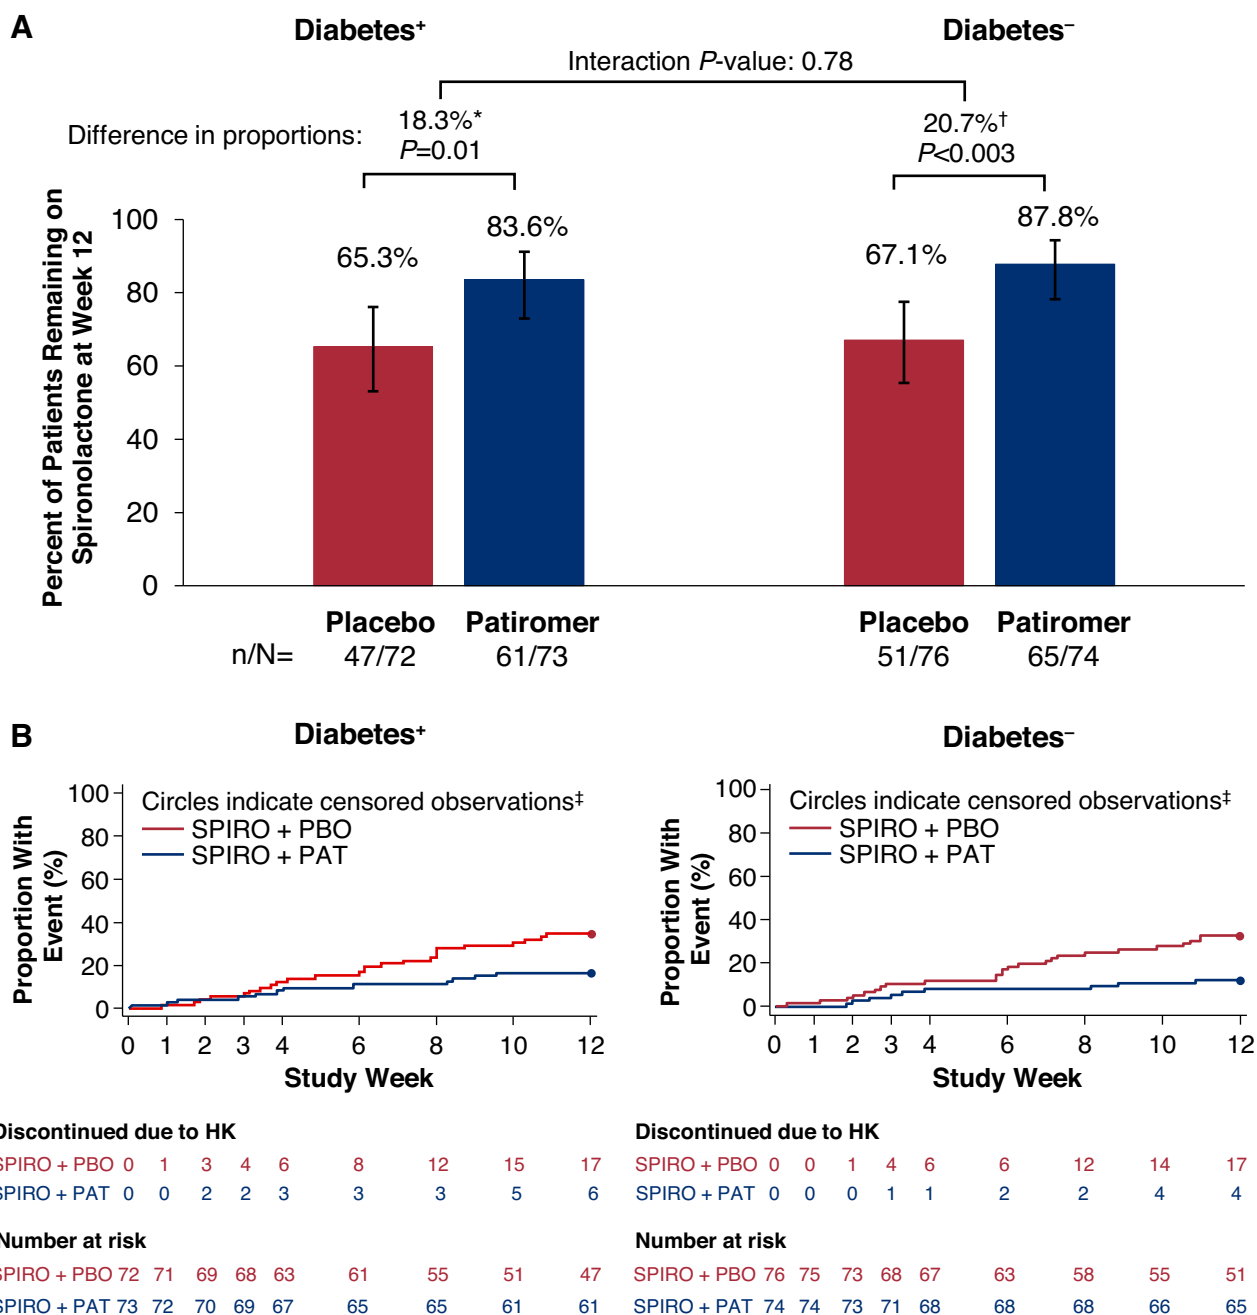 A
Diabetes⁺
Diabetes⁻
Interaction P-value: 0.78
Difference in proportions:
18.3%*
P=0.01
20.7%†
P<0.003
Percent of Patients Remaining on
Spironolactone at Week 12
100
80
60
40
20
0
65.3%
83.6%
67.1%
87.8%
Placebo Patiromer Placebo Patiromer
n/N= 47/72 61/73 51/76 65/74
B
Diabetes⁺
Proportion With
Event (%)
100
80
60
40
20
0
Circles indicate censored observations‡
SPIRO + PBO
SPIRO + PAT
0 1 2 3 4 6 8 10 12
Study Week
Diabetes⁻
Proportion With
Event (%)
100
80
60
40
20
0
Circles indicate censored observations‡
SPIRO + PBO
SPIRO + PAT
0 1 2 3 4 6 8 10 12
Study Week
Discontinued due to HK
SPIRO + PBO 0 1 3 4 6 8 12 15 17
SPIRO + PAT 0 0 2 2 3 3 3 5 6
Number at risk
SPIRO + PBO 72 71 69 68 63 61 55 51 47
SPIRO + PAT 73 72 70 69 67 65 65 61 61
Discontinued due to HK
SPIRO + PBO 0 0 1 4 6 6 12 14 17
SPIRO + PAT 0 0 0 1 1 2 2 4 4
Number at risk
SPIRO + PBO 76 75 73 68 67 63 58 55 51
SPIRO + PAT 74 74 73 71 68 68 68 66 65